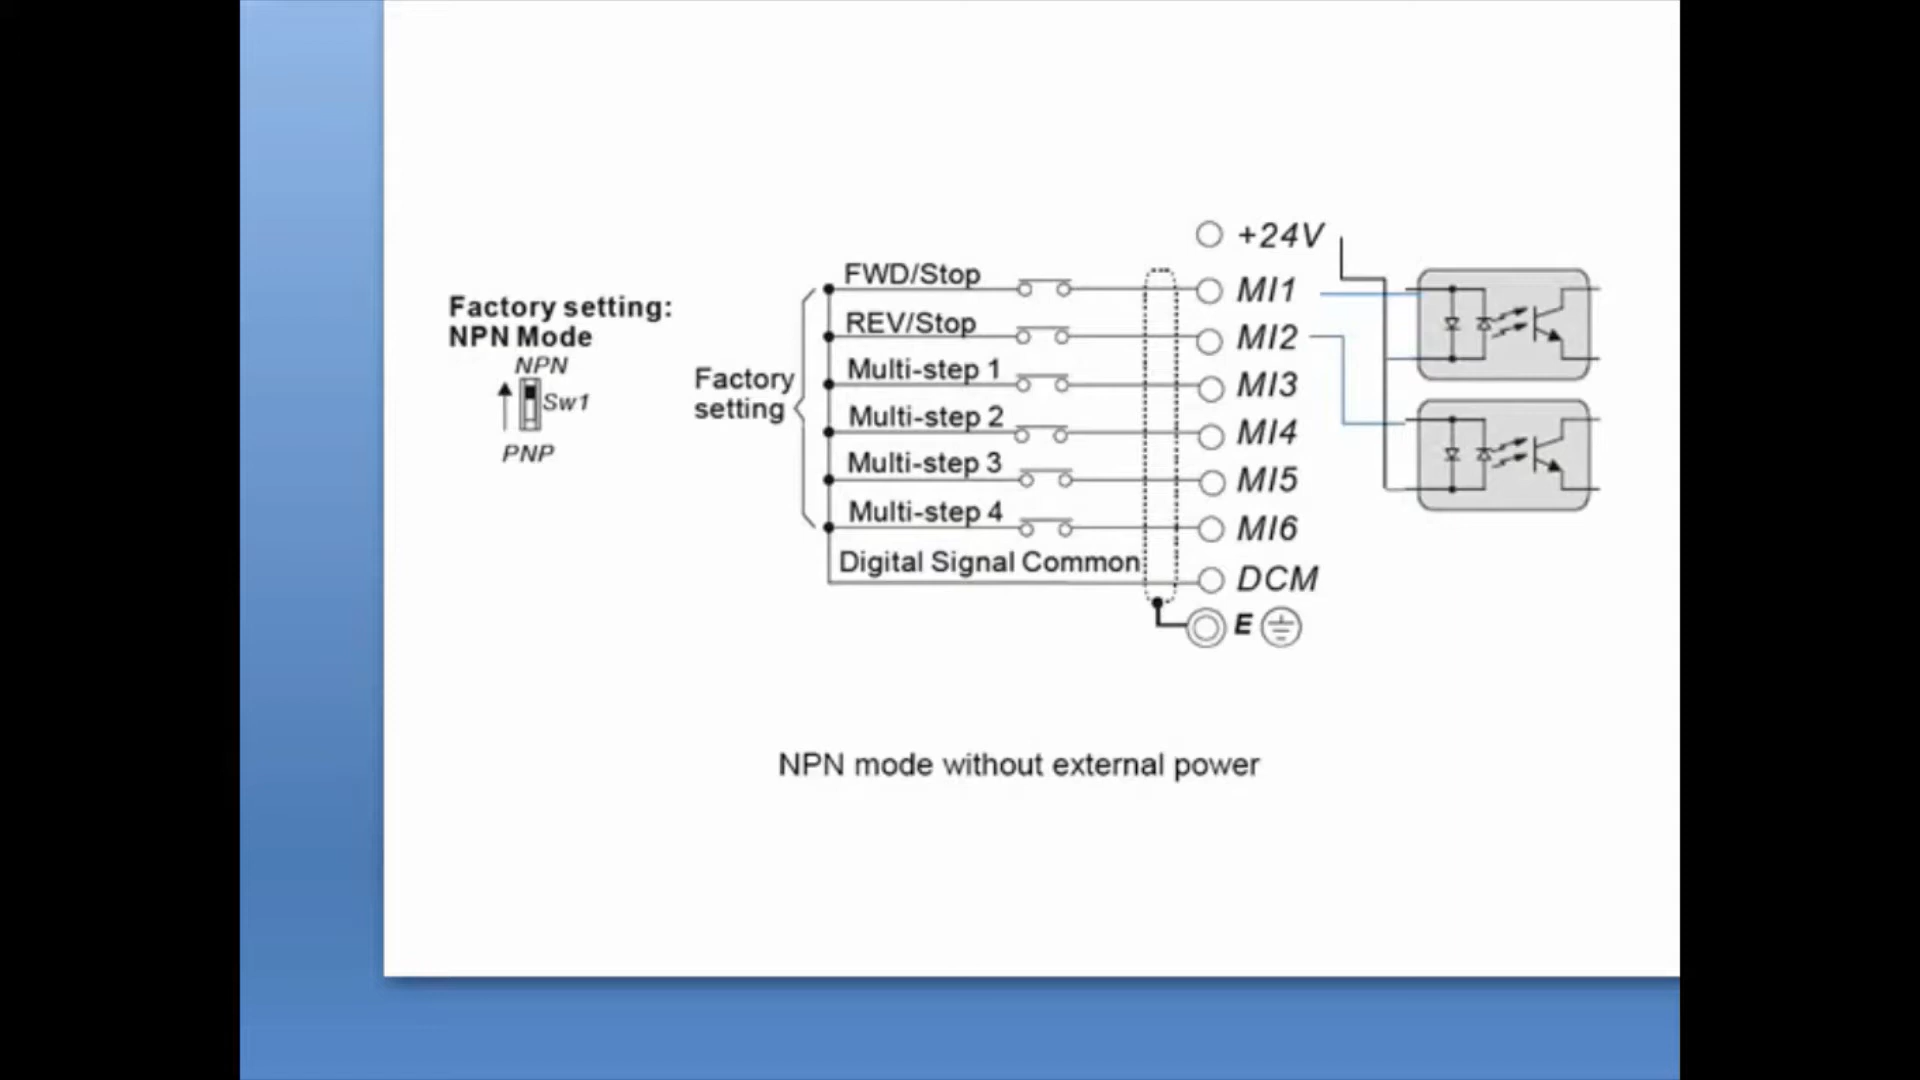 Factory setting:
NPN Mode
NPN
Sw1
PNP
Factory
setting
FWD/Stop
REV/Stop
Multi-step 1
Multi-step 2
Multi-step 3
Multi-step 4
Digital Signal Common
+24V
MI1
MI2
MI3
MI4
MI5
MI6
DCM
E
NPN mode without external power